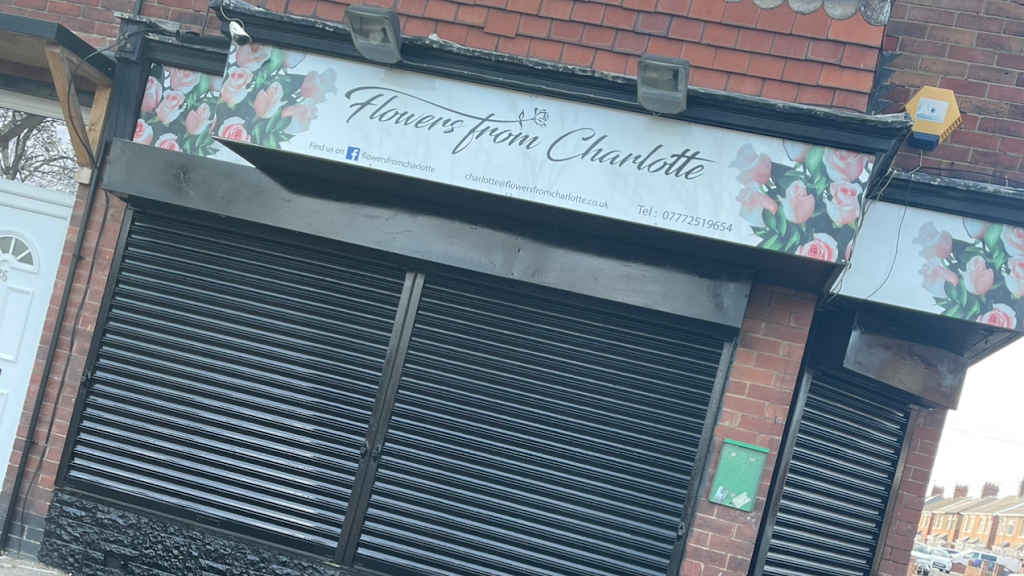 Flowers from Charlotte
Find us on flowersfromcharlotte
charlotte@flowersfromcharlotte.co.uk
Tel : 07772519654